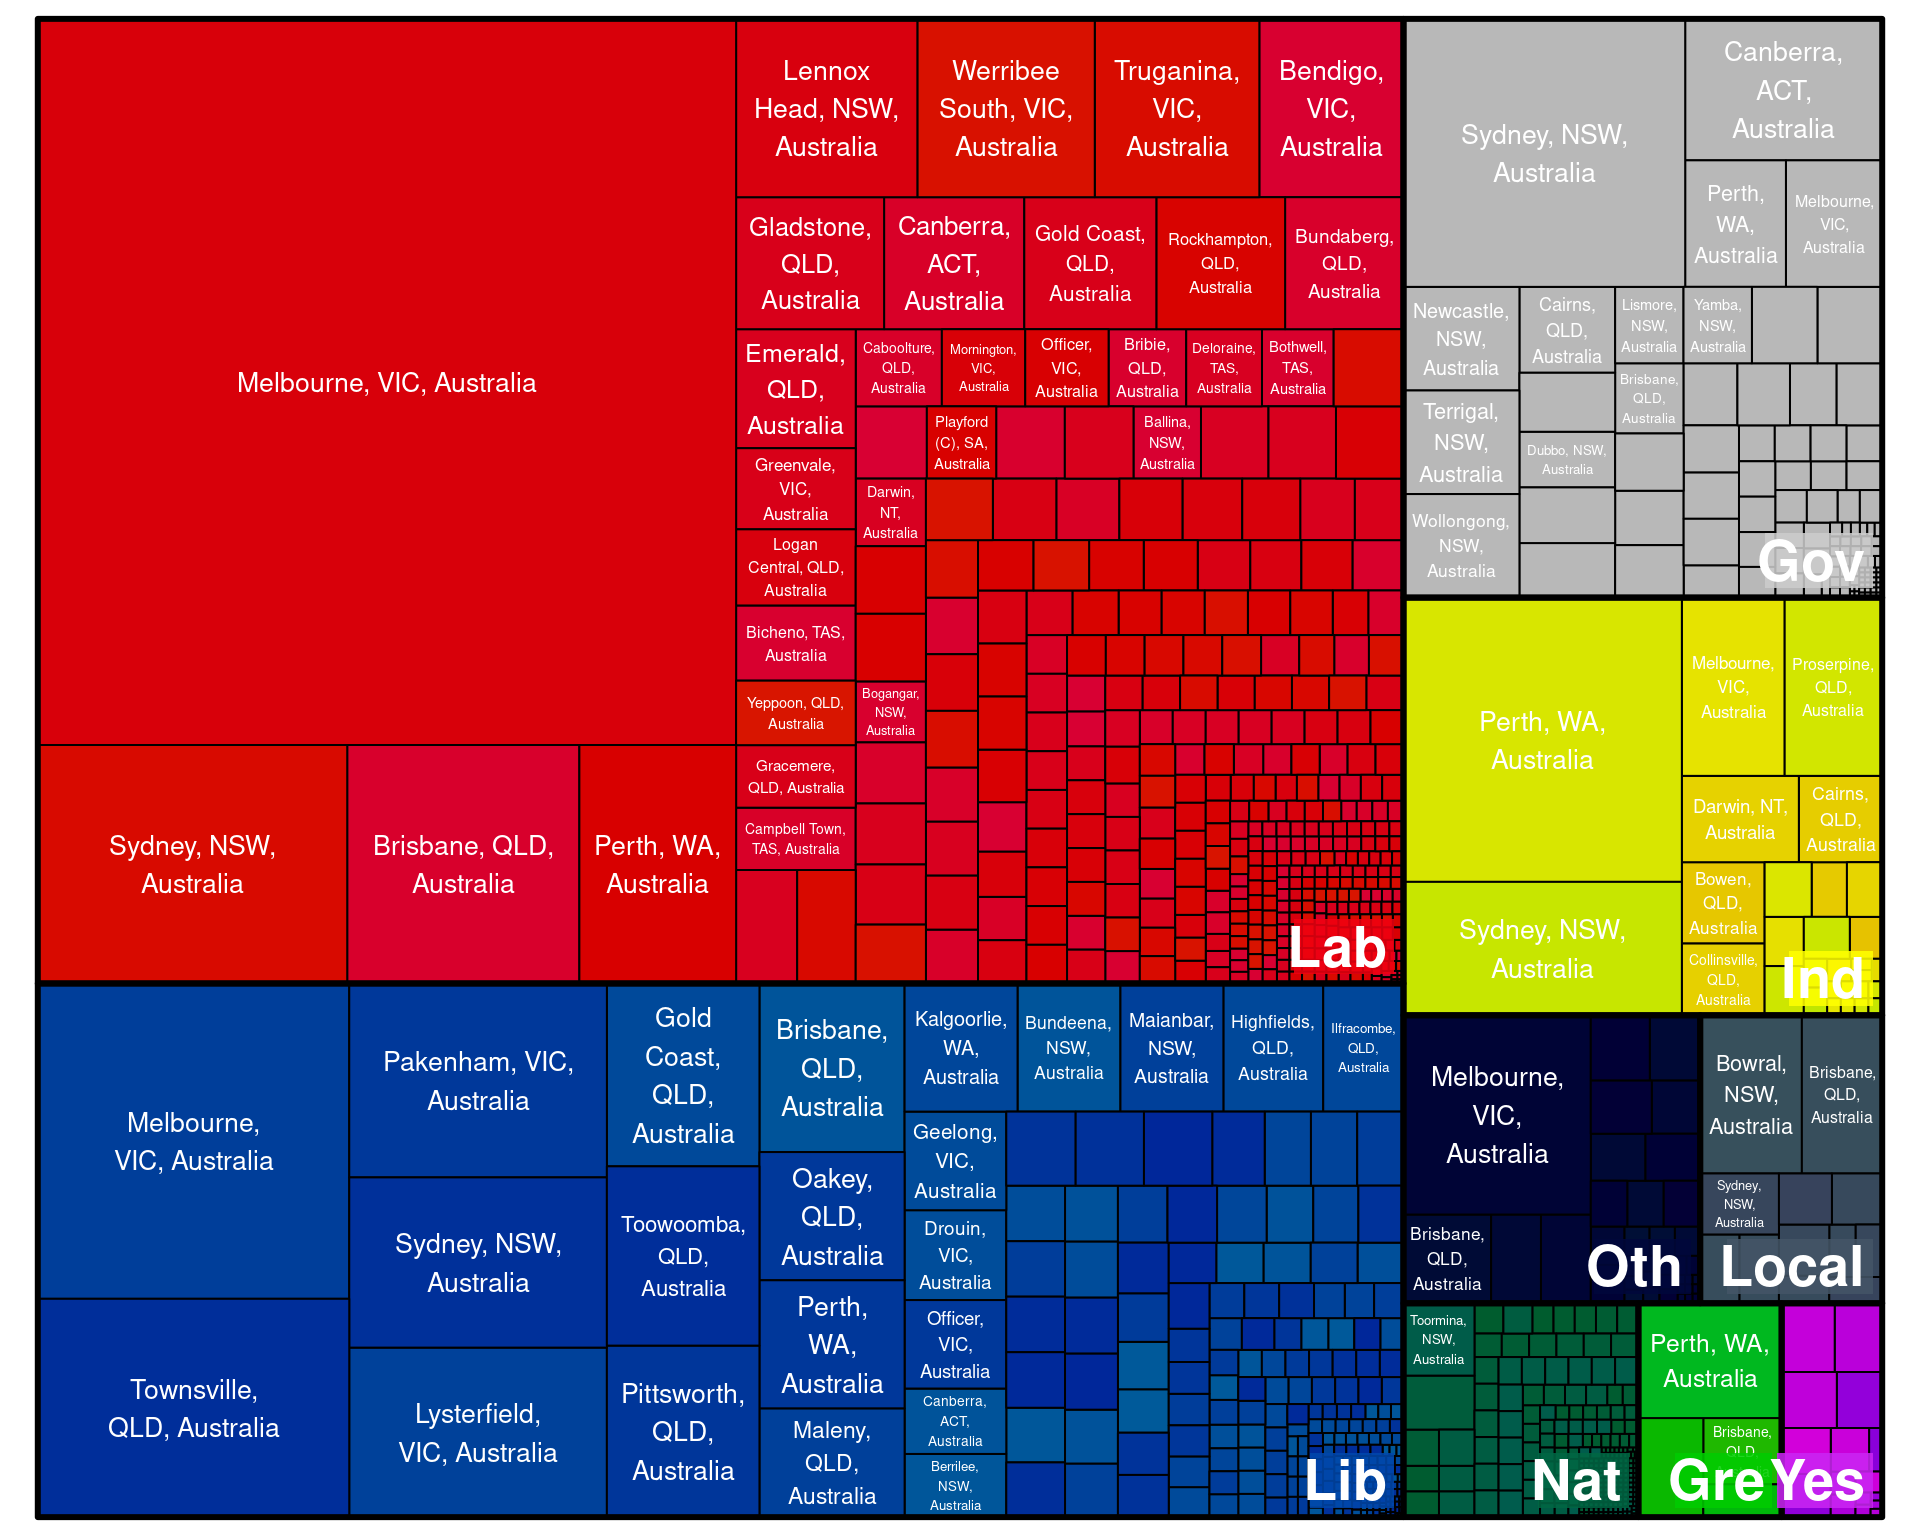 Melbourne, VIC, Australia
Sydney, NSW,
Australia
Brisbane, QLD,
Australia
Perth, WA,
Australia
Lennox
Head, NSW,
Australia
Werribee
South, VIC,
Australia
Truganina,
VIC,
Australia
Bendigo,
VIC,
Australia
Gladstone,
QLD,
Australia
Canberra,
ACT,
Australia
Gold Coast,
QLD,
Australia
Rockhampton,
QLD,
Australia
Bundaberg,
QLD,
Australia
Emerald,
QLD,
Australia
Caboolture,
QLD,
Australia
Mornington,
VIC,
Australia
Officer,
VIC,
Australia
Bribie,
QLD,
Australia
Deloraine,
TAS,
Australia
Bothwell,
TAS,
Australia
Playford
(C), SA,
Australia
Ballina,
NSW,
Australia
Greenvale,
VIC,
Australia
Darwin,
NT,
Australia
Logan
Central, QLD,
Australia
Bicheno, TAS,
Australia
Yeppoon, QLD,
Australia
Bogangar,
NSW,
Australia
Gracemere,
QLD, Australia
Campbell Town,
TAS, Australia
Lab
Sydney, NSW,
Australia
Canberra,
ACT,
Australia
Perth,
WA,
Australia
Melbourne,
VIC,
Australia
Newcastle,
NSW,
Australia
Cairns,
QLD,
Australia
Lismore,
NSW,
Australia
Yamba,
NSW,
Australia
Terrigal,
NSW,
Australia
Brisbane,
QLD,
Australia
Dubbo, NSW,
Australia
Wollongong,
NSW,
Australia
Gov
Perth, WA,
Australia
Sydney, NSW,
Australia
Melbourne,
VIC,
Australia
Proserpine,
QLD,
Australia
Darwin, NT,
Australia
Cairns,
QLD,
Australia
Bowen,
QLD,
Australia
Collinsville,
QLD,
Australia
Ind
Melbourne,
VIC, Australia
Townsville,
QLD, Australia
Pakenham, VIC,
Australia
Sydney, NSW,
Australia
Lysterfield,
VIC, Australia
Gold
Coast,
QLD,
Australia
Toowoomba,
QLD,
Australia
Pittsworth,
QLD,
Australia
Brisbane,
QLD,
Australia
Oakey,
QLD,
Australia
Perth,
WA,
Australia
Maleny,
QLD,
Australia
Kalgoorlie,
WA,
Australia
Bundeena,
NSW,
Australia
Maianbar,
NSW,
Australia
Highfields,
QLD,
Australia
Ilfracombe,
QLD,
Australia
Geelong,
VIC,
Australia
Drouin,
VIC,
Australia
Officer,
VIC,
Australia
Canberra,
ACT,
Australia
Berrilee,
NSW,
Australia
Lib
Melbourne,
VIC,
Australia
Brisbane,
QLD,
Australia
Oth
Bowral,
NSW,
Australia
Brisbane,
QLD,
Australia
Sydney,
NSW,
Australia
Local
Toormina,
NSW,
Australia
Nat
Perth, WA,
Australia
Brisbane,
QLD,
Gre
Yes